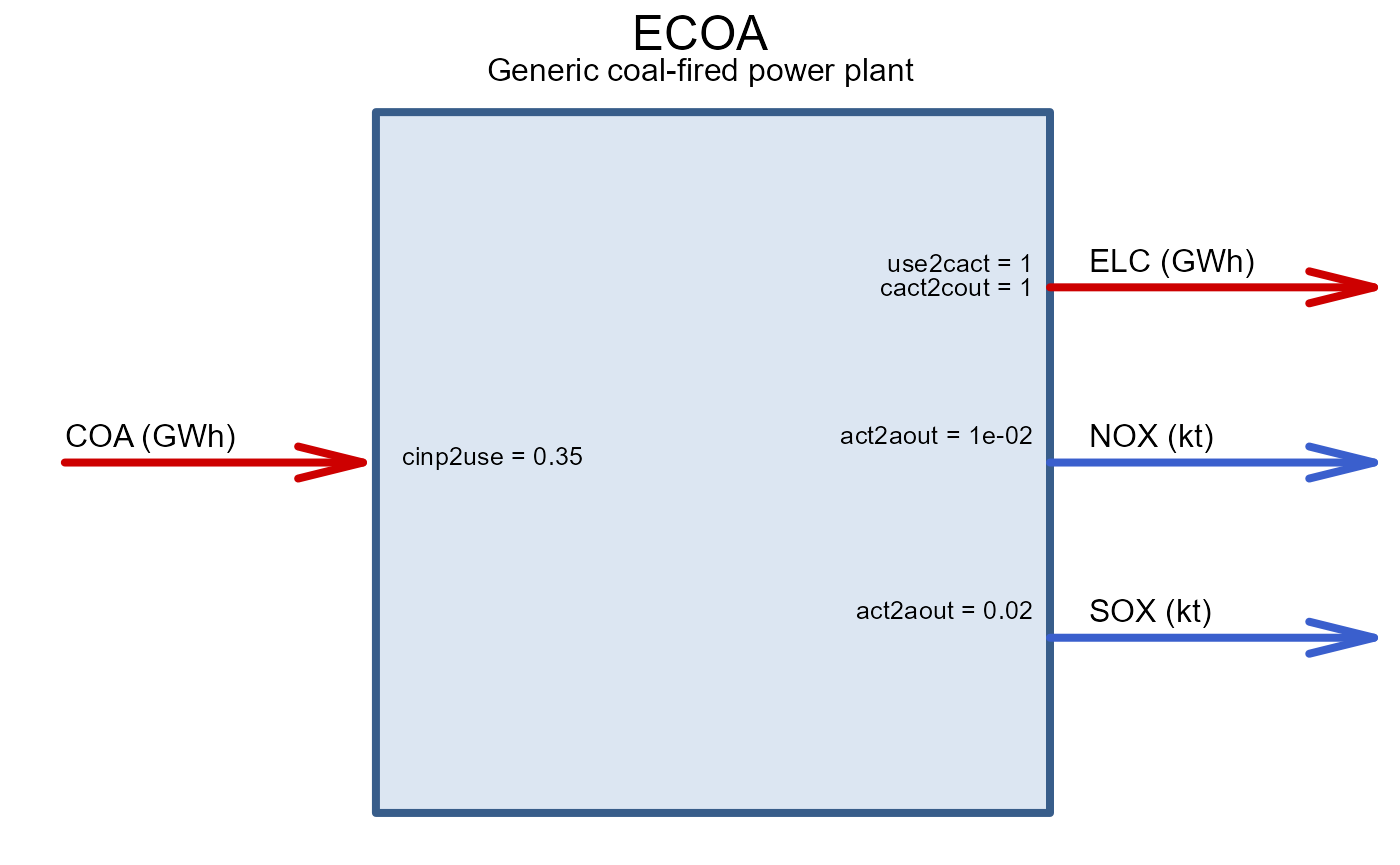 ECOA
Generic coal-fired power plant
use2cact = 1
cact2cout = 1
ELC (GWh)
COA (GWh)
cinp2use = 0.35
act2aout = 1e-02
NOX (kt)
act2aout = 0.02
SOX (kt)